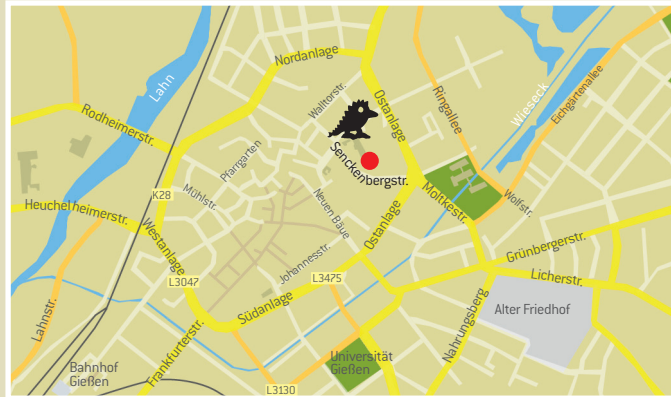 Lahn
Nordanlage
Rodheimerstr.
Walltorstr.
Ostanlage
Ringallee
Wieseck
Eichgärtenallee
Pfarrgarten
Senckenbergstr.
K28
Mühlstr.
Heuchelheimerstr.
Neuen Bäue
Moltkestr.
Wolfstr.
Westanlage
Ostanlage
Grünbergerstr.
Johannesstr.
L3047
L3475
Licherstr.
Südanlage
Lahnstr.
Nahrungsberg
Alter Friedhof
Frankfurterstr.
Universität
Gießen
Bahnhof
Gießen
L3130